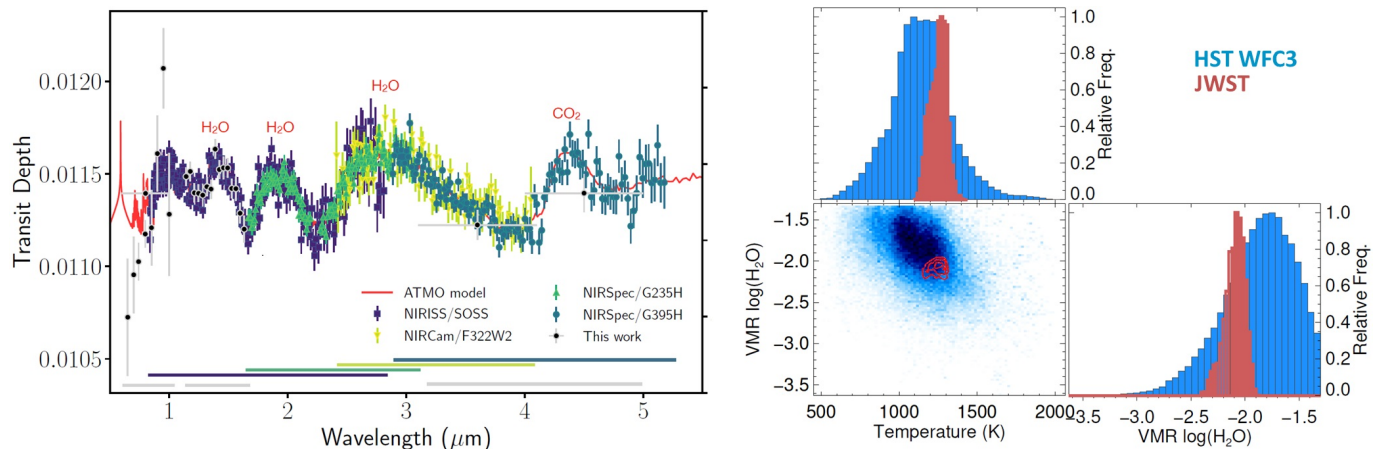 0.0120
0.0115
0.0110
0.0105
Transit Depth
H₂O
H₂O
H₂O
CO₂
ATMO model
NIRISS/SOSS
NIRCam/F322W2
NIRSpec/G235H
NIRSpec/G395H
This work
1 2 3 4 5
Wavelength (μm)
1.0
0.8
0.6
0.4
0.2
0.0
Relative Freq.
HST WFC3
JWST
−1.5
−2.0
−2.5
−3.0
−3.5
VMR log(H₂O)
500 1000 1500 2000
Temperature (K)
1.0
0.8
0.6
0.4
0.2
0.0
Relative Freq.
−3.5 −3.0 −2.5 −2.0 −1.5
VMR log(H₂O)